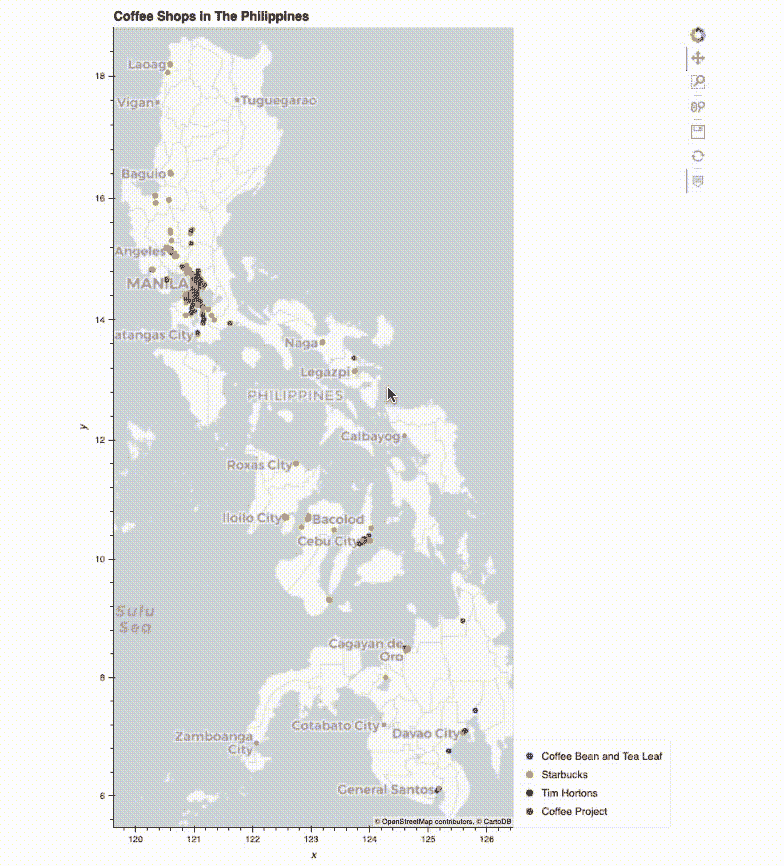 Coffee Shops in The Philippines
18
Laoag
Vigan
Tuguegarao
Baguio
16
Angeles
MANILA
14
atangas City
Naga
Legazpi
PHILIPPINES
y
12
Calbayog
Roxas City
Iloilo City
Bacolod
Cebu City
10
Sulu
Sea
Cagayan de
Oro
8
Cotabato City
Zamboanga
City
Davao City
General Santos
6
© OpenStreetMap contributors, © CartoDB
120 121 122 123 124 125 126
x
Coffee Bean and Tea Leaf
Starbucks
Tim Hortons
Coffee Project